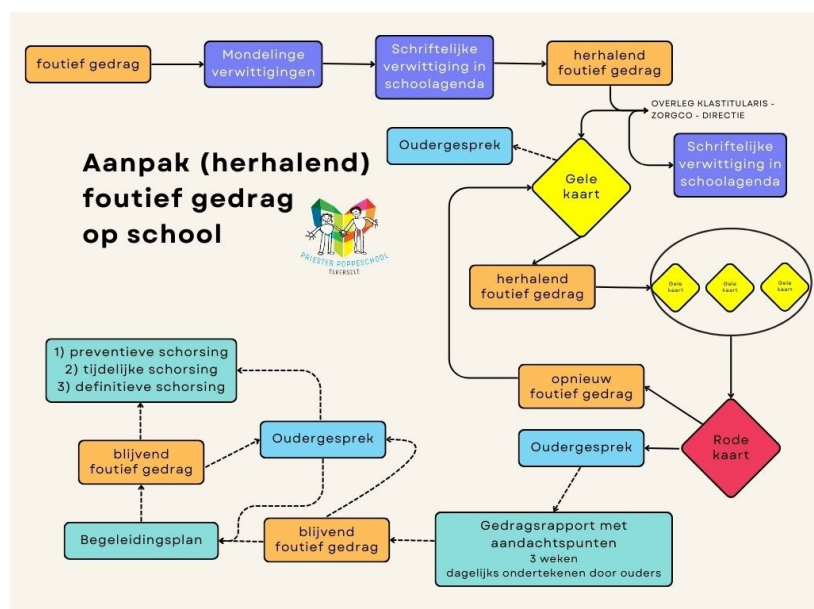 foutief gedrag
Mondelinge
verwittigingen
Schriftelijke
verwittiging in
schoolagenda
herhalend
foutief gedrag
OVERLEG KLASTITULARIS -
ZORGCO - DIRECTIE
Oudergesprek
Schriftelijke
verwittiging in
schoolagenda
Aanpak (herhalend)
foutief gedrag
op school
Gele
kaart
PRIESTER POPPESCHOOL
herhalend
foutief gedrag
Gele
kaart
Gele
kaart
Gele
kaart
1) preventieve schorsing
2) tijdelijke schorsing
3) definitieve schorsing
opnieuw
foutief gedrag
Rode
kaart
Oudergesprek
Oudergesprek
blijvend
foutief gedrag
Gedragsrapport met
aandachtspunten
3 weken
dagelijks ondertekenen door ouders
Begeleidingsplan
blijvend
foutief gedrag